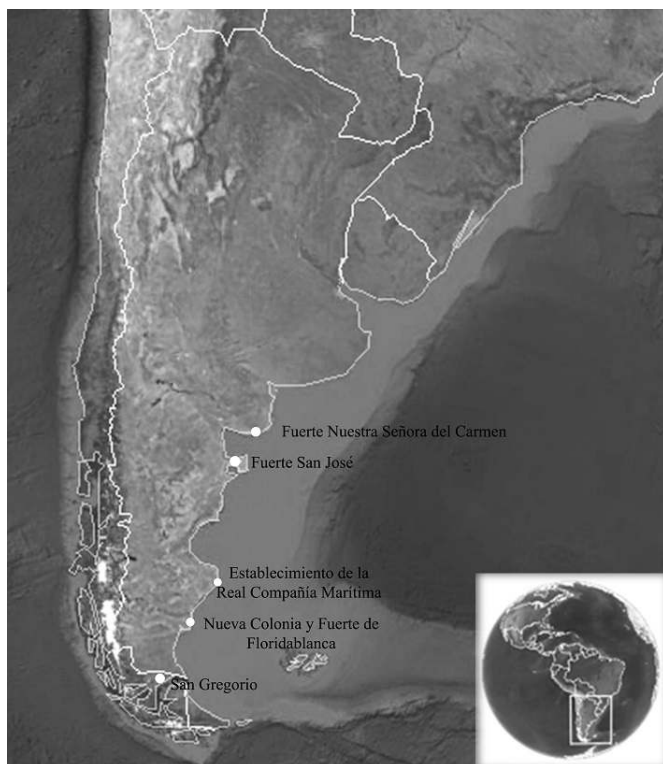 Fuerte Nuestra Señora del Carmen
Fuerte San José
Establecimiento de la
Real Compañía Marítima
Nueva Colonia y Fuerte de
Floridablanca
San Gregorio